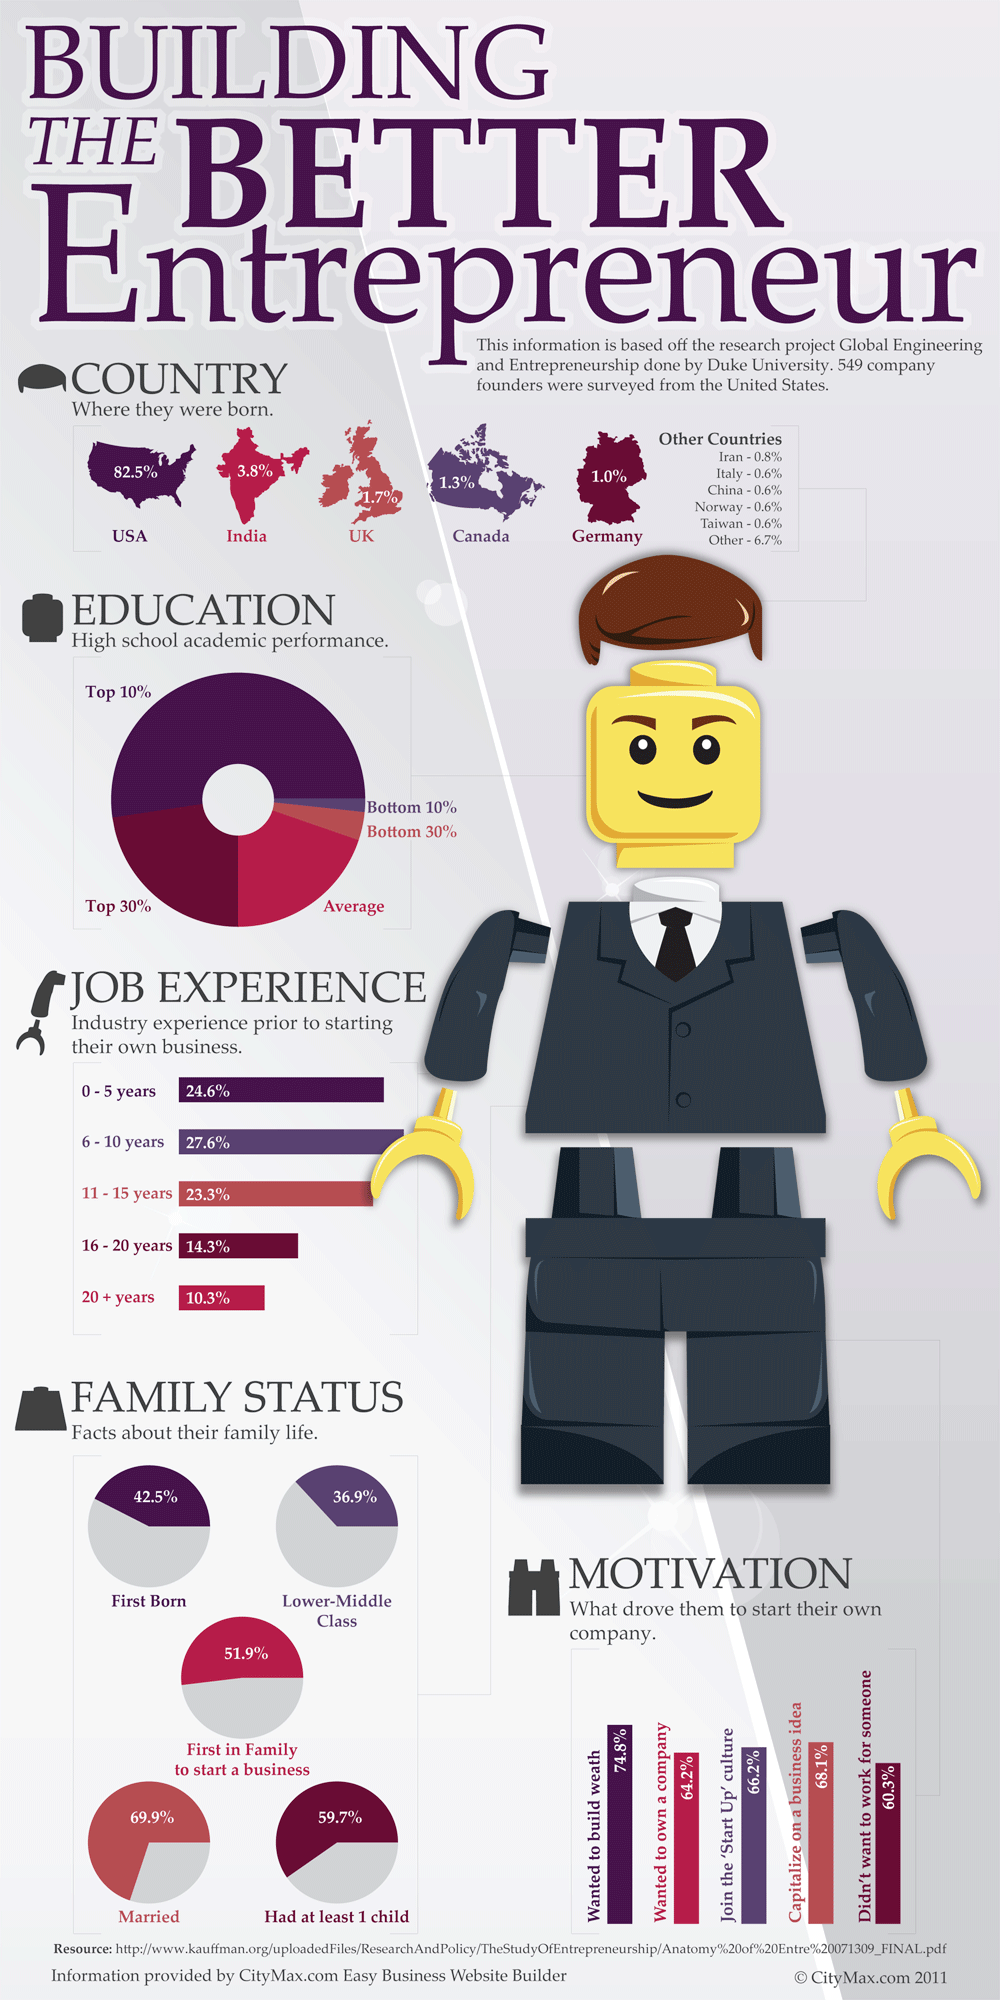 BUILDING
THE BETTER
Entrepreneur
This information is based off the research project Global Engineering
and Entrepreneurship done by Duke University. 549 company
founders were surveyed from the United States.
COUNTRY
Where they were born.
82.5%
USA
3.8%
India
1.7%
UK
1.3%
Canada
1.0%
Germany
Other Countries
Iran - 0.8%
Italy - 0.6%
China - 0.6%
Norway - 0.6%
Taiwan - 0.6%
Other - 6.7%
EDUCATION
High school academic performance.
Top 10%
Bottom 10%
Bottom 30%
Top 30%
Average
JOB EXPERIENCE
Industry experience prior to starting
their own business.
0 - 5 years 24.6%
6 - 10 years 27.6%
11 - 15 years 23.3%
16 - 20 years 14.3%
20 + years 10.3%
FAMILY STATUS
Facts about their family life.
42.5%
First Born
36.9%
Lower-Middle
Class
51.9%
First in Family
to start a business
69.9%
Married
59.7%
Had at least 1 child
MOTIVATION
What drove them to start their own
company.
Wanted to build weath
74.8%
Wanted to own a company
64.2%
Join the 'Start Up' culture
66.2%
Capitalize on a business idea
68.1%
Didn't want to work for someone
60.3%
Resource: http://www.kauffman.org/uploadedFiles/ResearchAndPolicy/TheStudyOfEntrepreneurship/Anatomy%20of%20Entre%20071309_FINAL.pdf
Information provided by CityMax.com Easy Business Website Builder
© CityMax.com 2011